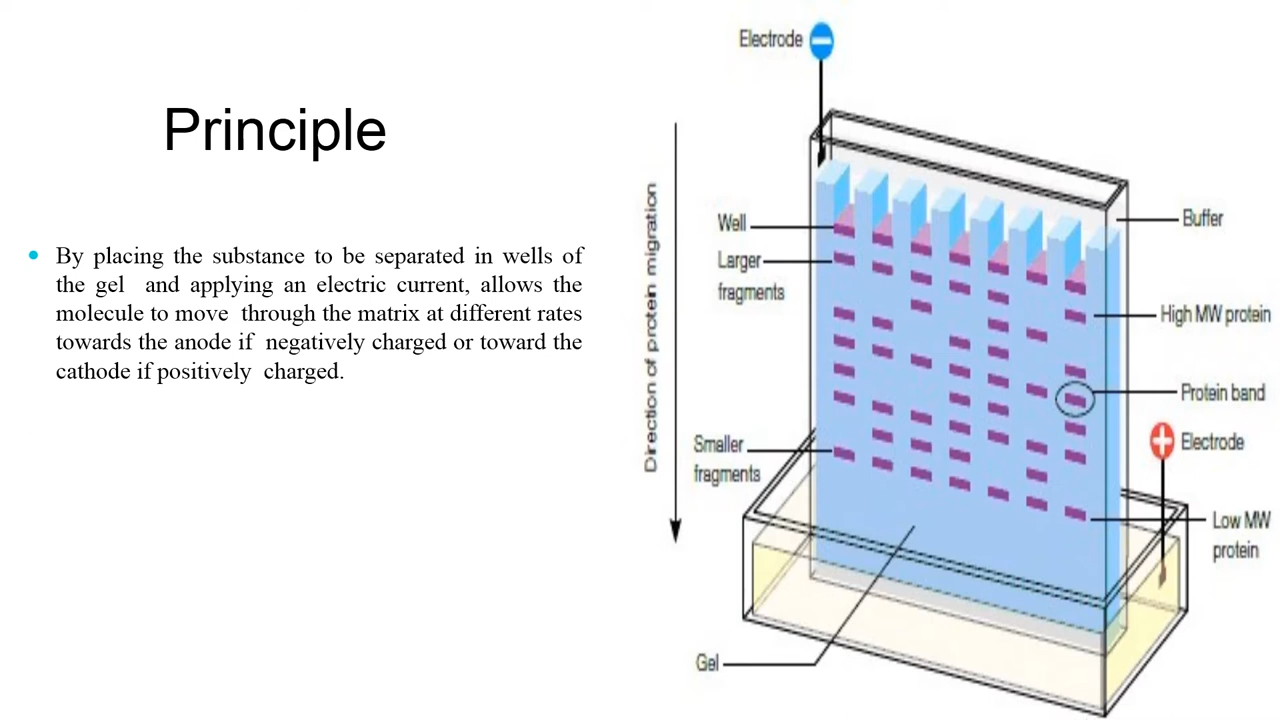 Principle
• By placing the substance to be separated in wells of
the gel and applying an electric current, allows the
molecule to move through the matrix at different rates
towards the anode if negatively charged or toward the
cathode if positively charged.
Electrode
−
Direction of protein migration
Well
Larger
fragments
Smaller
fragments
Gel
Buffer
High MW protein
Protein band
+
Electrode
Low MW
protein